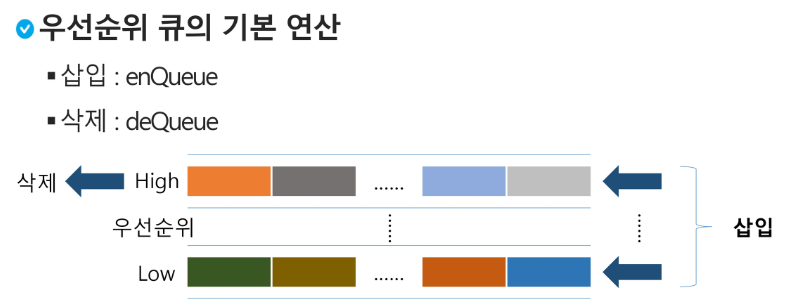 우선순위 큐의 기본 연산
▪ 삽입 : enQueue
▪ 삭제 : deQueue
삭제 High ...... 
우선순위 삽입
Low ......